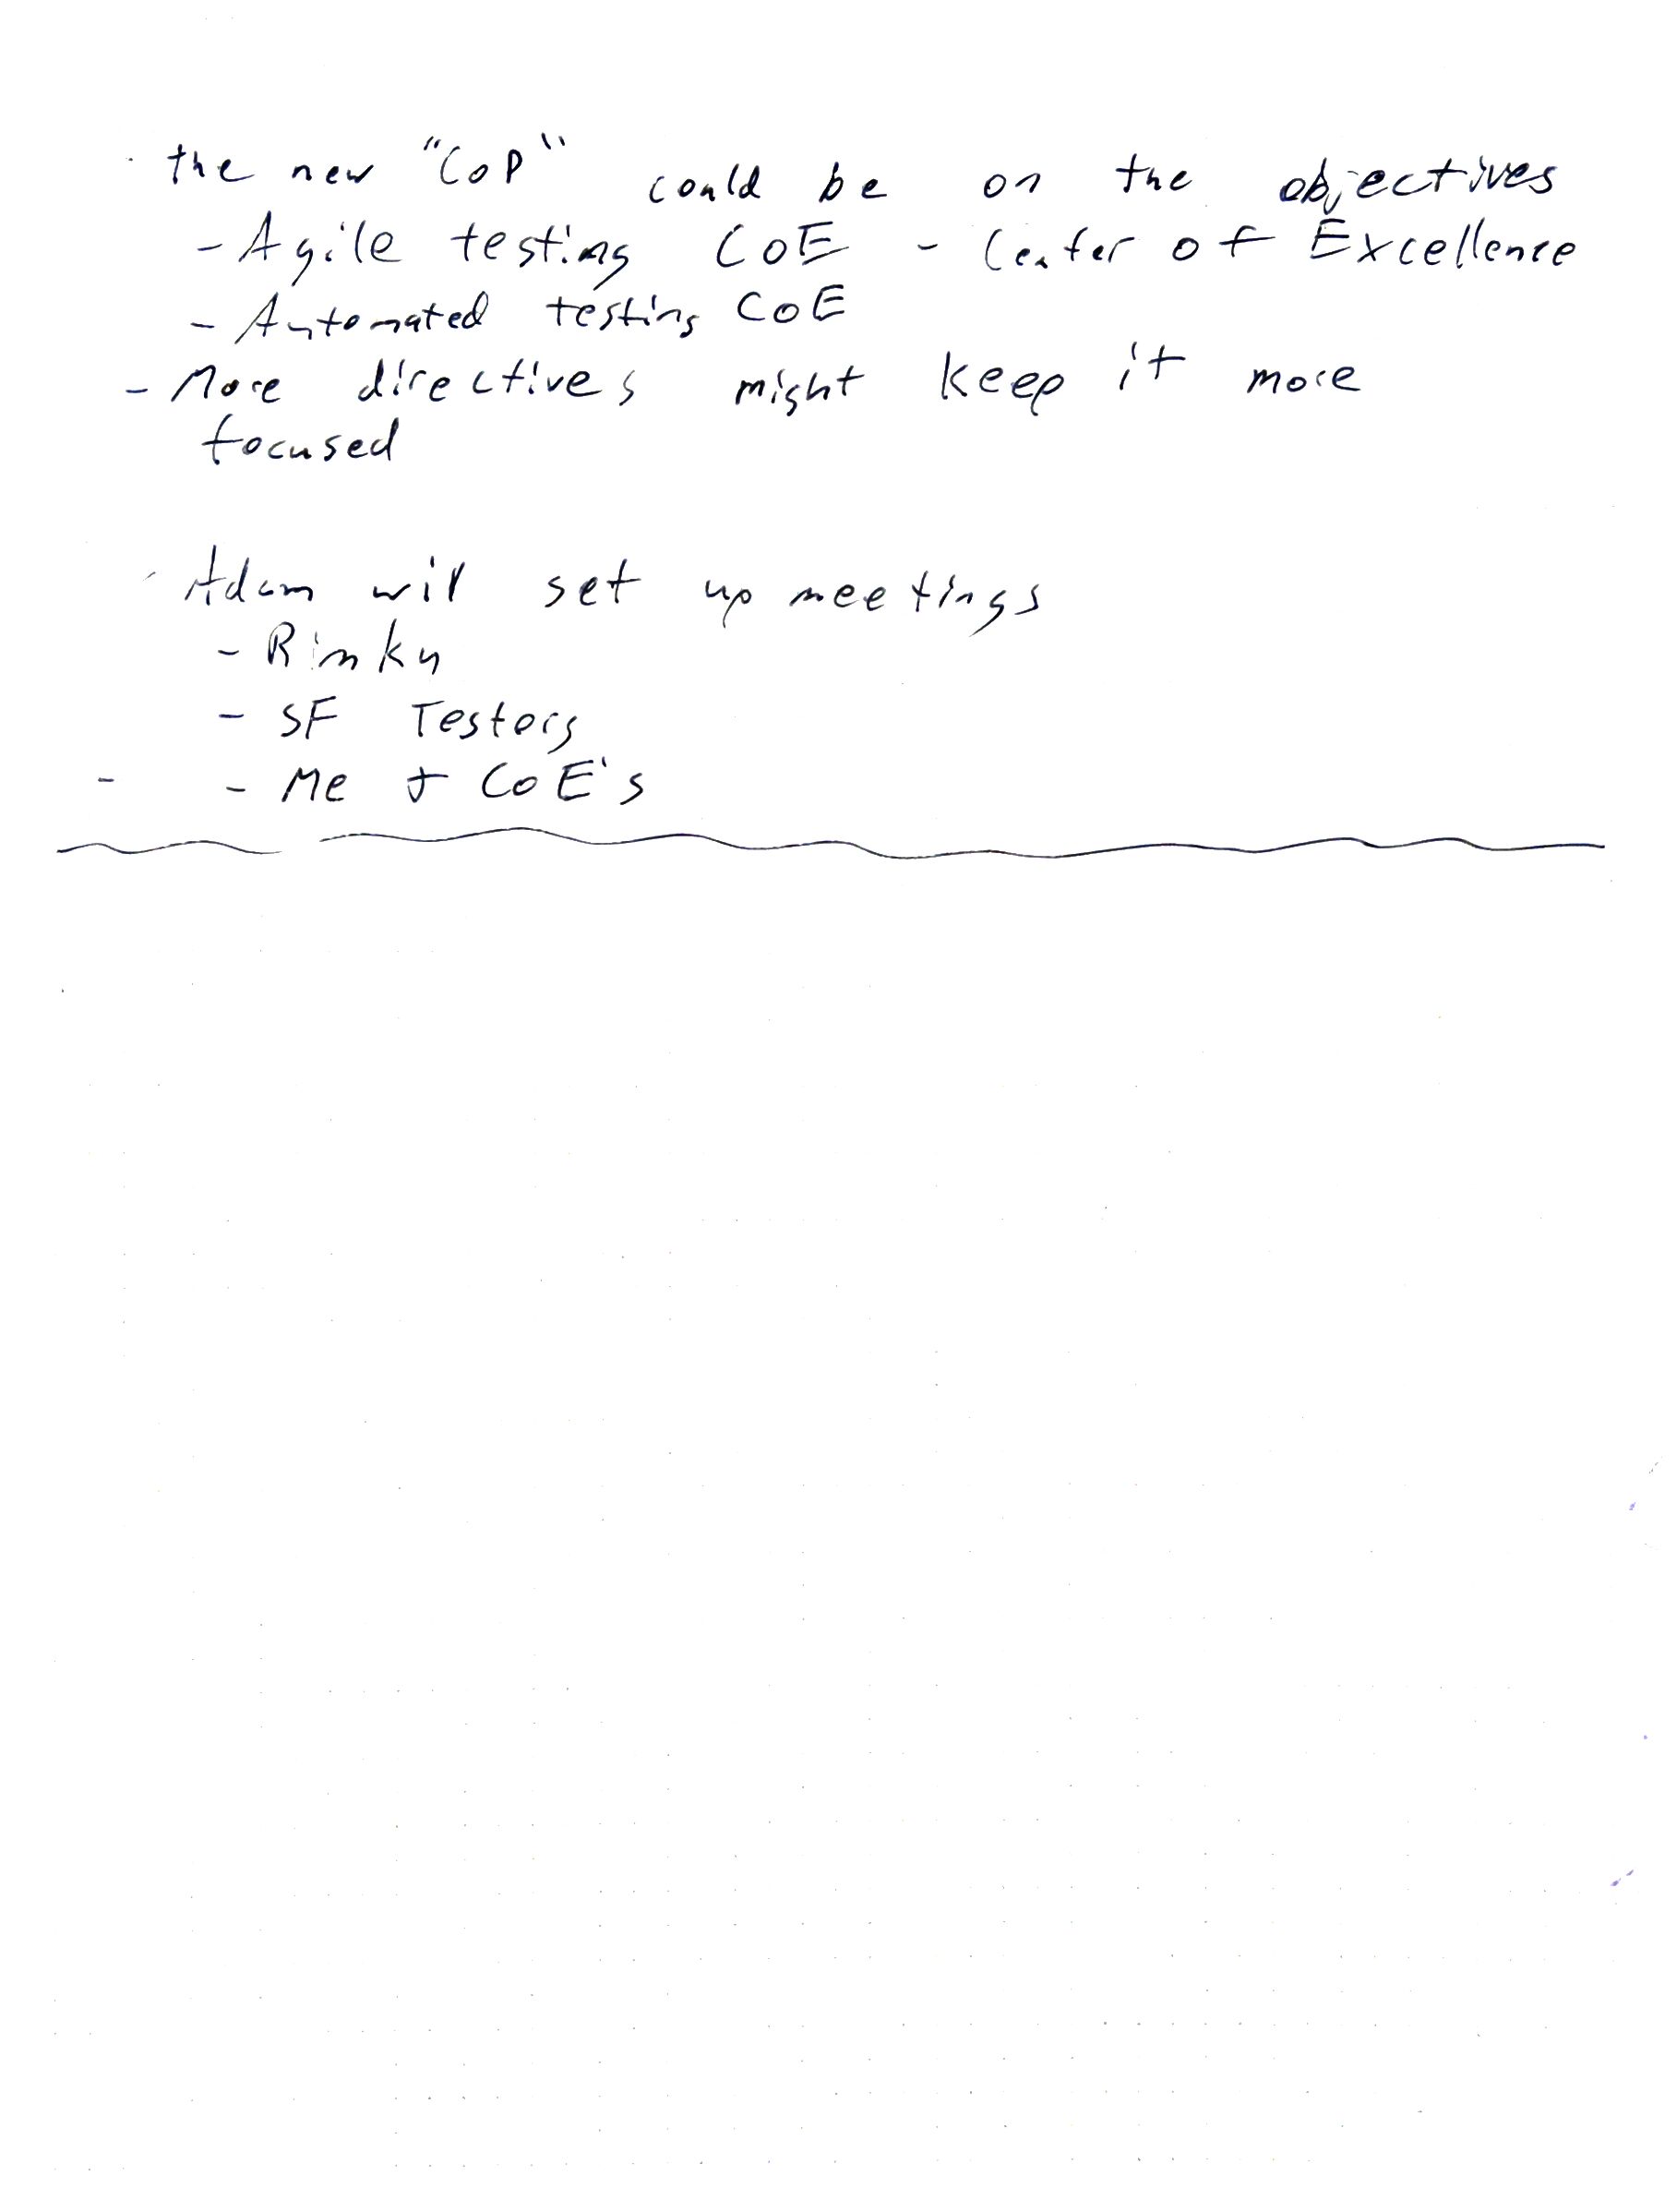 · the new "CoP" could be on the objectives
- Agile testing CoE - Center of Excellence
- Automated testing CoE
- More directives might keep it more
focused
· Adam will set up meetings
- Rinku
- SF Testers
- - Me + CoE's